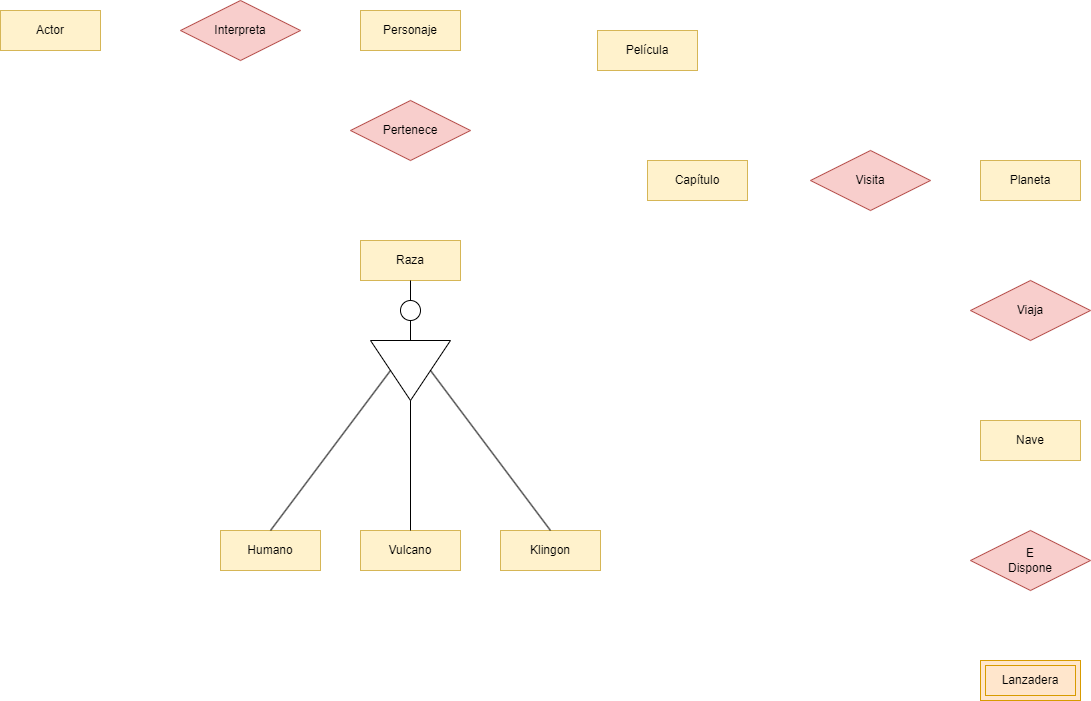 Actor
Interpreta
Personaje
Película
Pertenece
Capítulo
Visita
Planeta
Raza
Viaja
Nave
Humano
Vulcano
Klingon
E
Dispone
Lanzadera